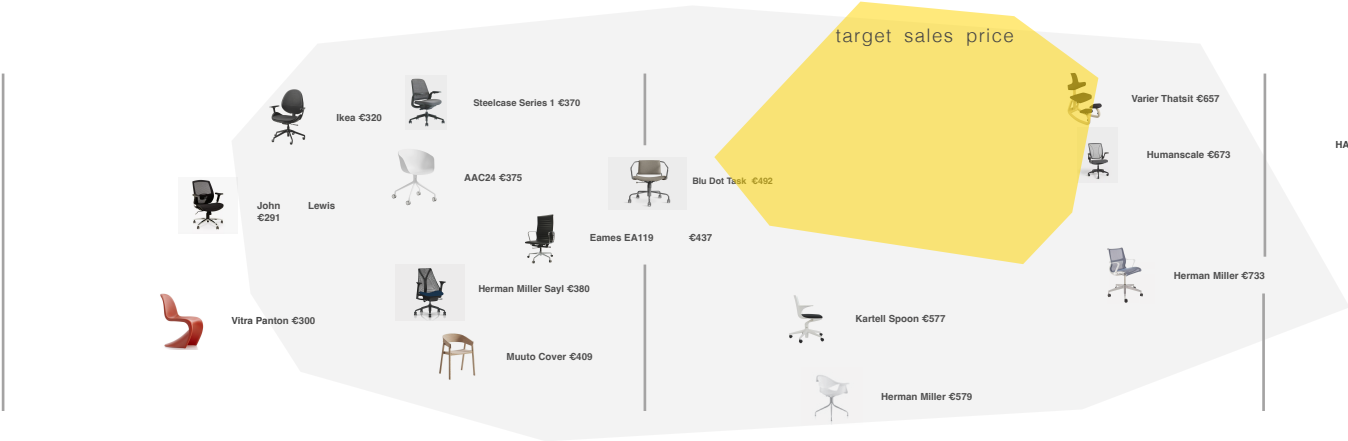 target sales price
Steelcase Series 1 €370
Ikea €320
Varier Thatsit €657
Humanscale €673
HA
AAC24 €375
Blu Dot Task €492
John Lewis
€291
Eames EA119 €437
Herman Miller €733
Herman Miller Sayl €380
Vitra Panton €300
Kartell Spoon €577
Muuto Cover €409
Herman Miller €579